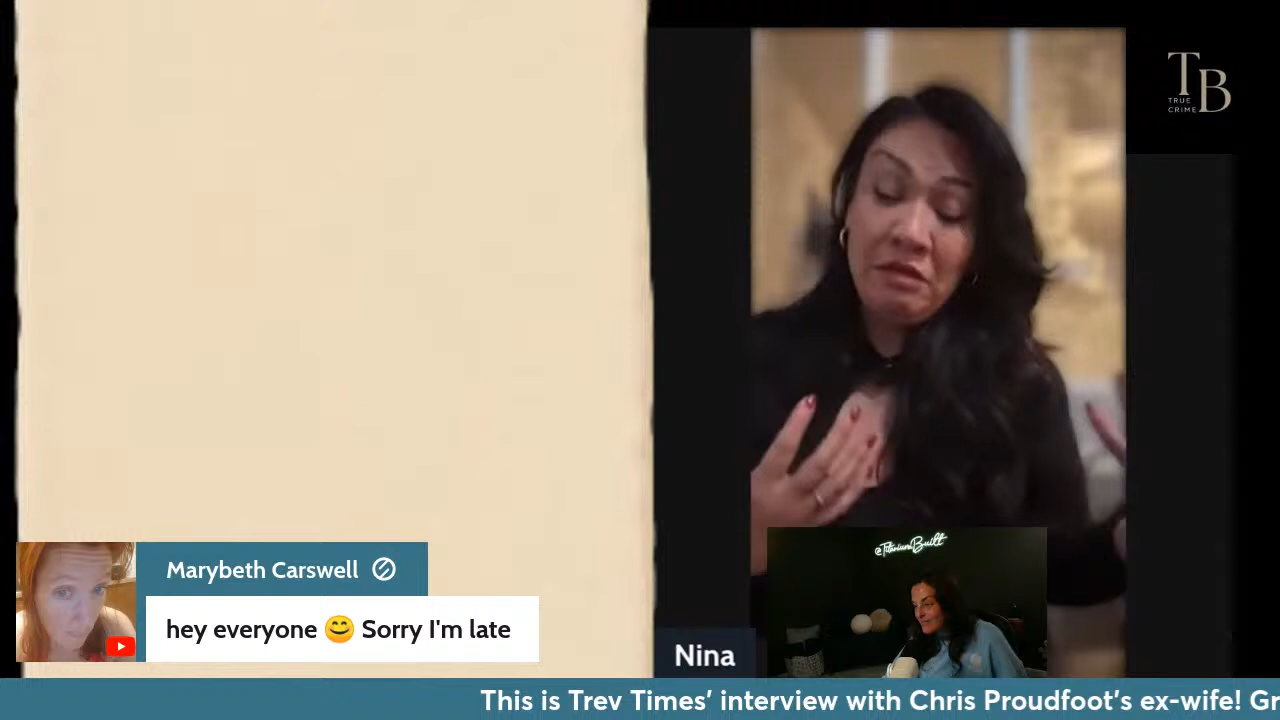 TB
TRUE
CRIME
@TitaniumBuilt
Marybeth Carswell
hey everyone 😊 Sorry I'm late
Nina
This is Trev Times' interview with Chris Proudfoot's ex-wife! Gr